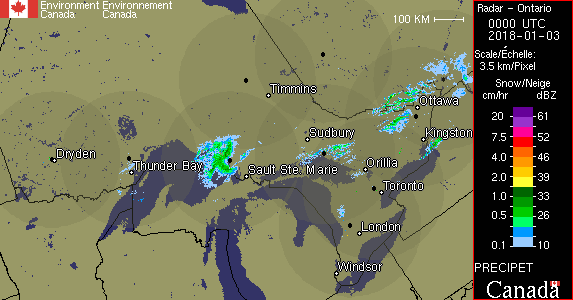 Environment Environnement
Canada Canada
100 KM
Timmins
Ottawa
Sudbury
Kingston
Dryden
Thunder Bay
Sault Ste. Marie
Orillia
Toronto
London
Windsor
Radar - Ontario
0000 UTC
2018-01-03
Scale/Échelle:
3.5 km/Pixel
Snow/Neige
cm/hr dBZ
20 61
7.5 52
4.0 46
2.0 39
1.0 33
0.5 26
0.1 10
PRECIPET
Canada